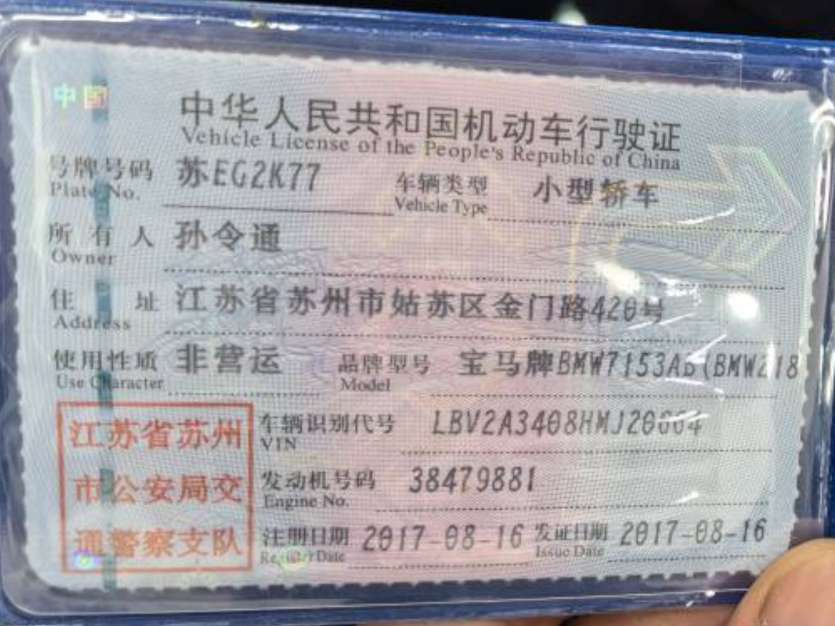 中国
中华人民共和国机动车行驶证
Vehicle License of the People's Republic of China
号牌号码 苏EG2K77 车辆类型 小型轿车
Plate No. Vehicle Type
所有人 孙令通
Owner
住址 江苏省苏州市姑苏区金门路420号
Address
使用性质 非营运 品牌型号 宝马牌BMW7153AB(BMW218
Use Character Model
江苏省苏州 车辆识别代号
VIN
市公安局交 发动机号码 38479881
Engine No.
通警察支队 注册日期 2017-08-16 发证日期 2017-08-16
Register Date Issue Date